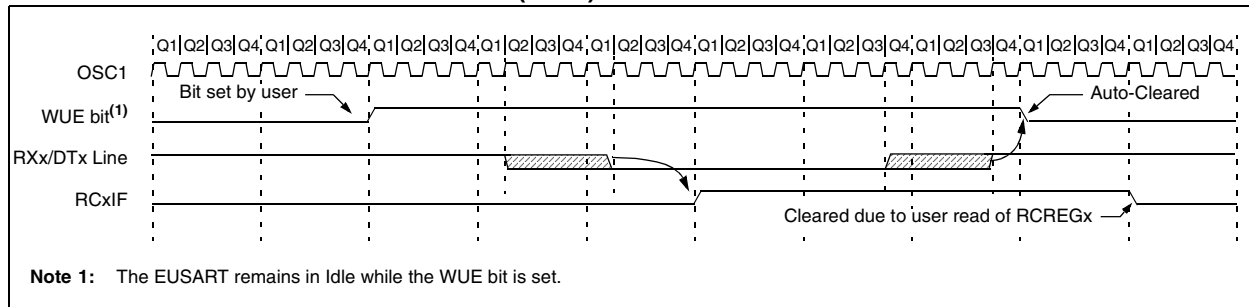 Q1 Q2 Q3 Q4 Q1 Q2 Q3 Q4 Q1 Q2 Q3 Q4 Q1 Q2 Q3 Q4 Q1 Q2 Q3 Q4 Q1 Q2 Q3 Q4 Q1 Q2 Q3 Q4 Q1 Q2 Q3 Q4 Q1 Q2 Q3 Q4 Q1 Q2 Q3 Q4
OSC1
Bit set by user
Auto-Cleared
WUE bit(1)
RXx/DTx Line
RCxIF
Cleared due to user read of RCREGx
Note 1: The EUSART remains in Idle while the WUE bit is set.